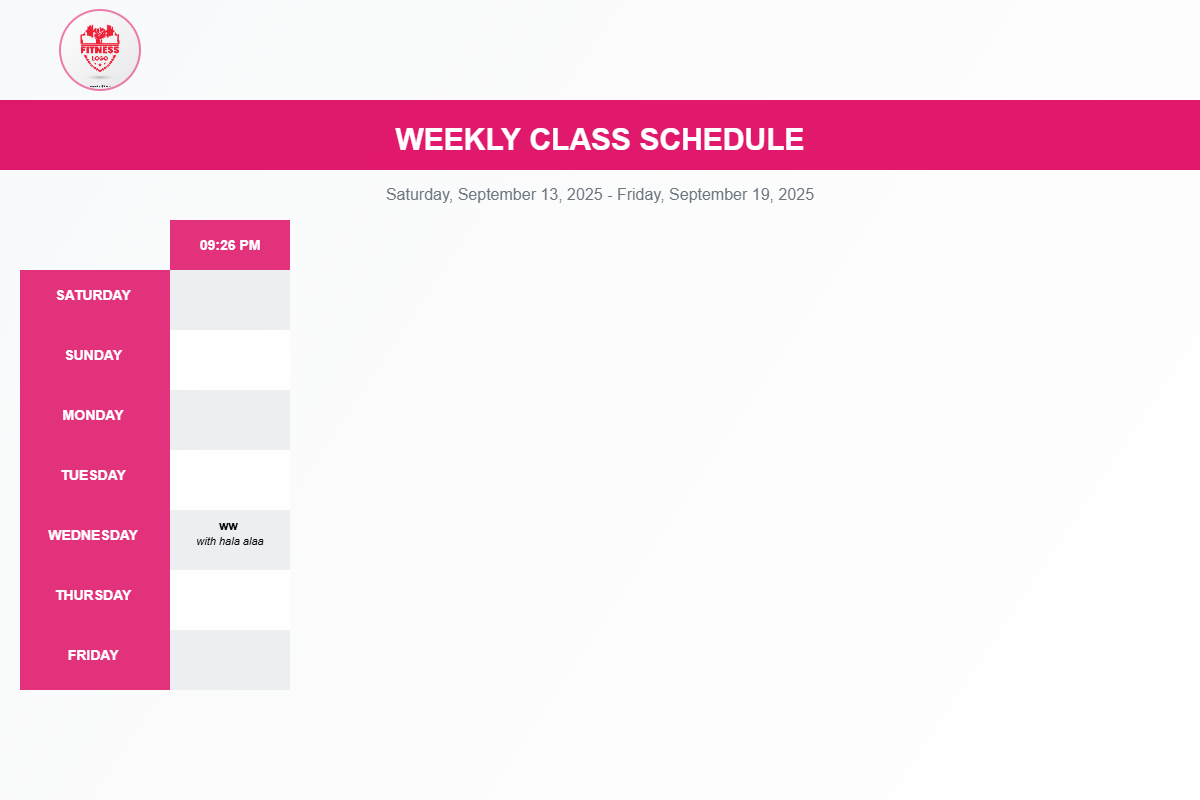 FITNESS
LOGO
WEEKLY CLASS SCHEDULE
Saturday, September 13, 2025 - Friday, September 19, 2025
09:26 PM
SATURDAY
SUNDAY
MONDAY
TUESDAY
WEDNESDAY
ww
with hala alaa
THURSDAY
FRIDAY